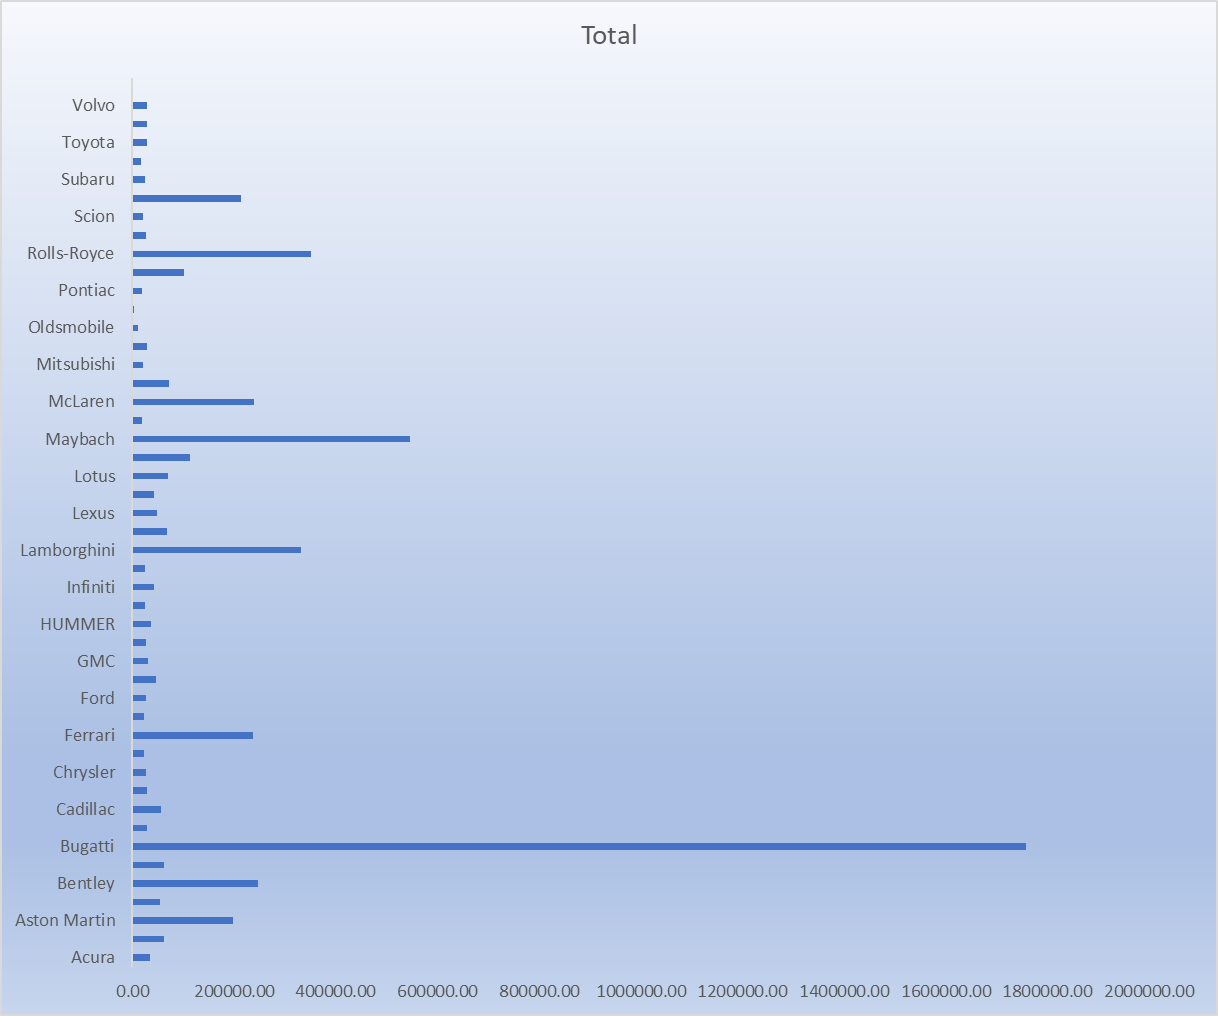 Total
Volvo
Toyota
Subaru
Scion
Rolls-Royce
Pontiac
Oldsmobile
Mitsubishi
McLaren
Maybach
Lotus
Lexus
Lamborghini
Infiniti
HUMMER
GMC
Ford
Ferrari
Chrysler
Cadillac
Bugatti
Bentley
Aston Martin
Acura
0.00 200000.00 400000.00 600000.00 800000.00 1000000.00 1200000.00 1400000.00 1600000.00 1800000.00 2000000.00